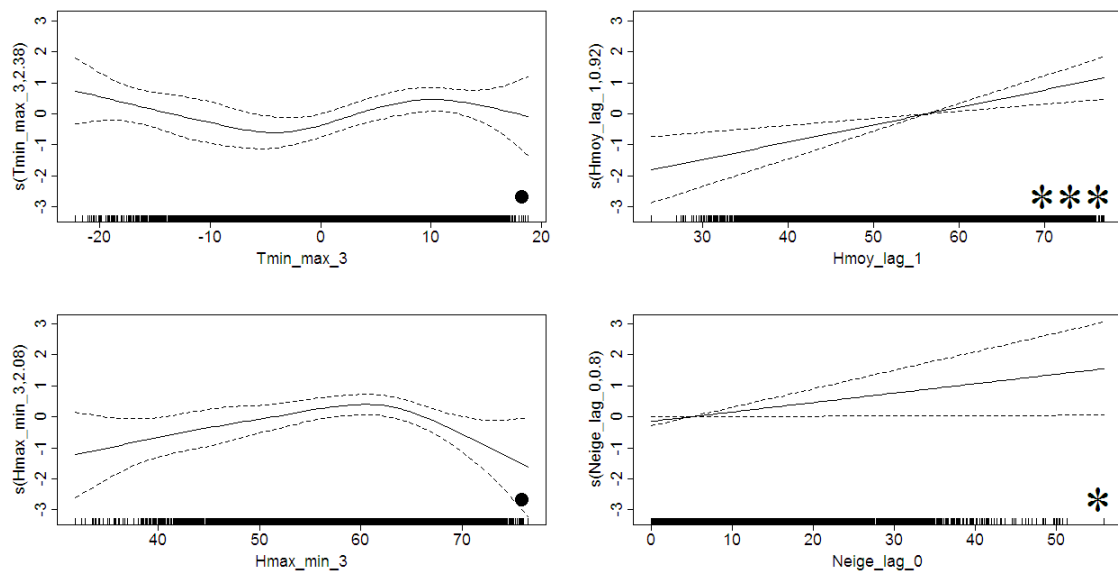 s(Tmin_max_3,2.38)
3
2
1
0
-1
-2
-3
-20 -10 0 10 20
Tmin_max_3
s(Hmoy_lag_1,0.92)
3
2
1
0
-1
-2
-3
***
30 40 50 60 70
Hmoy_lag_1
s(Hmax_min_3,2.08)
3
2
1
0
-1
-2
-3
40 50 60 70
Hmax_min_3
s(Neige_lag_0,0.8)
3
2
1
0
-1
-2
-3
*
0 10 20 30 40 50
Neige_lag_0